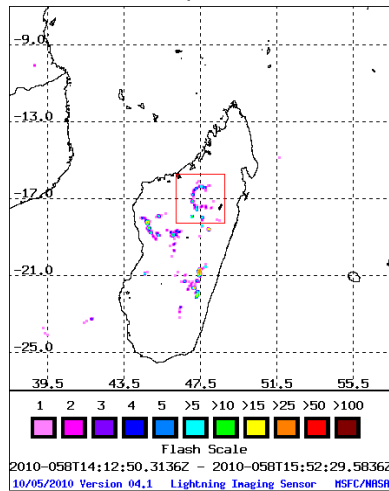 -9.0
-13.0
-17.0
-21.0
-25.0
39.5 43.5 47.5 51.5 55.5
1 2 3 4 5 >5 >10 >15 >25 >50 >100
Flash Scale
2010-058T14:12:50.3136Z - 2010-058T15:52:29.5836Z
10/05/2010 Version 04.1 Lightning Imaging Sensor MSFC/NASA